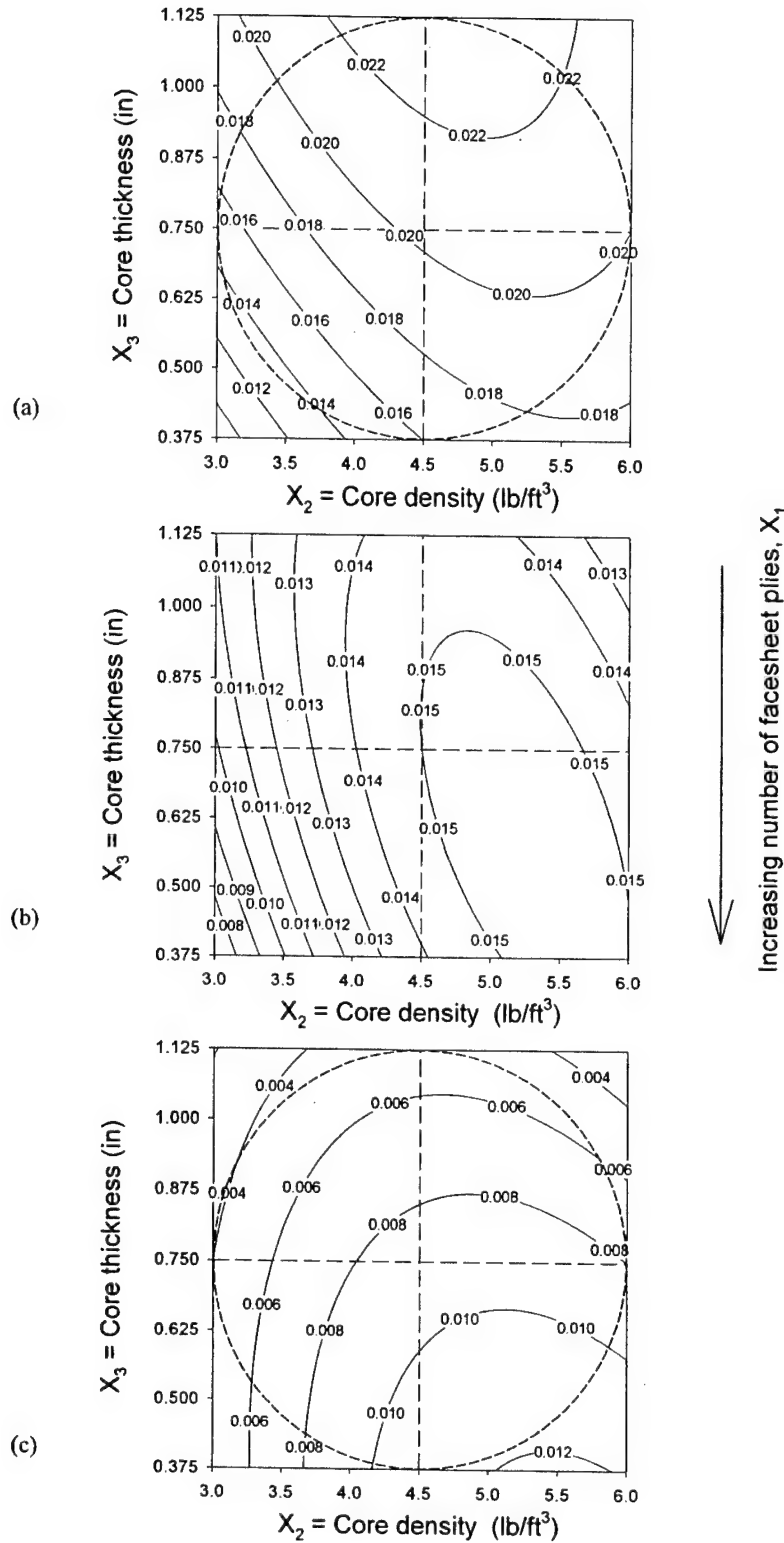 1.125
1.000
0.875
0.750
0.625
0.500
0.375
X3 = Core thickness (in)
0.020
0.022
0.022
0.018
0.020
0.022
0.016
0.018
0.020
0.020
0.014
0.016
0.018
0.020
0.012
0.014
0.016
0.018
0.018
(a)
3.0 3.5 4.0 4.5 5.0 5.5 6.0
X2 = Core density (lb/ft³)
1.125
1.000
0.875
0.750
0.625
0.500
0.375
X3 = Core thickness (in)
0.011 0.012 0.013 0.014 0.014 0.013
0.011 0.012 0.013 0.014 0.015 0.015 0.014
0.015
0.010 0.011 0.012 0.013 0.014 0.015 0.015
0.009
0.008 0.010 0.011 0.012 0.013 0.014 0.015 0.015
(b)
3.0 3.5 4.0 4.5 5.0 5.5 6.0
X2 = Core density (lb/ft³)
Increasing number of facesheet plies, X1
1.125
1.000
0.875
0.750
0.625
0.500
0.375
X3 = Core thickness (in)
0.004 0.004
0.006 0.006
0.004 0.006 0.006
0.008 0.008
0.008
0.006 0.008 0.010 0.010
0.006 0.008 0.010
0.012
(c)
3.0 3.5 4.0 4.5 5.0 5.5 6.0
X2 = Core density (lb/ft³)